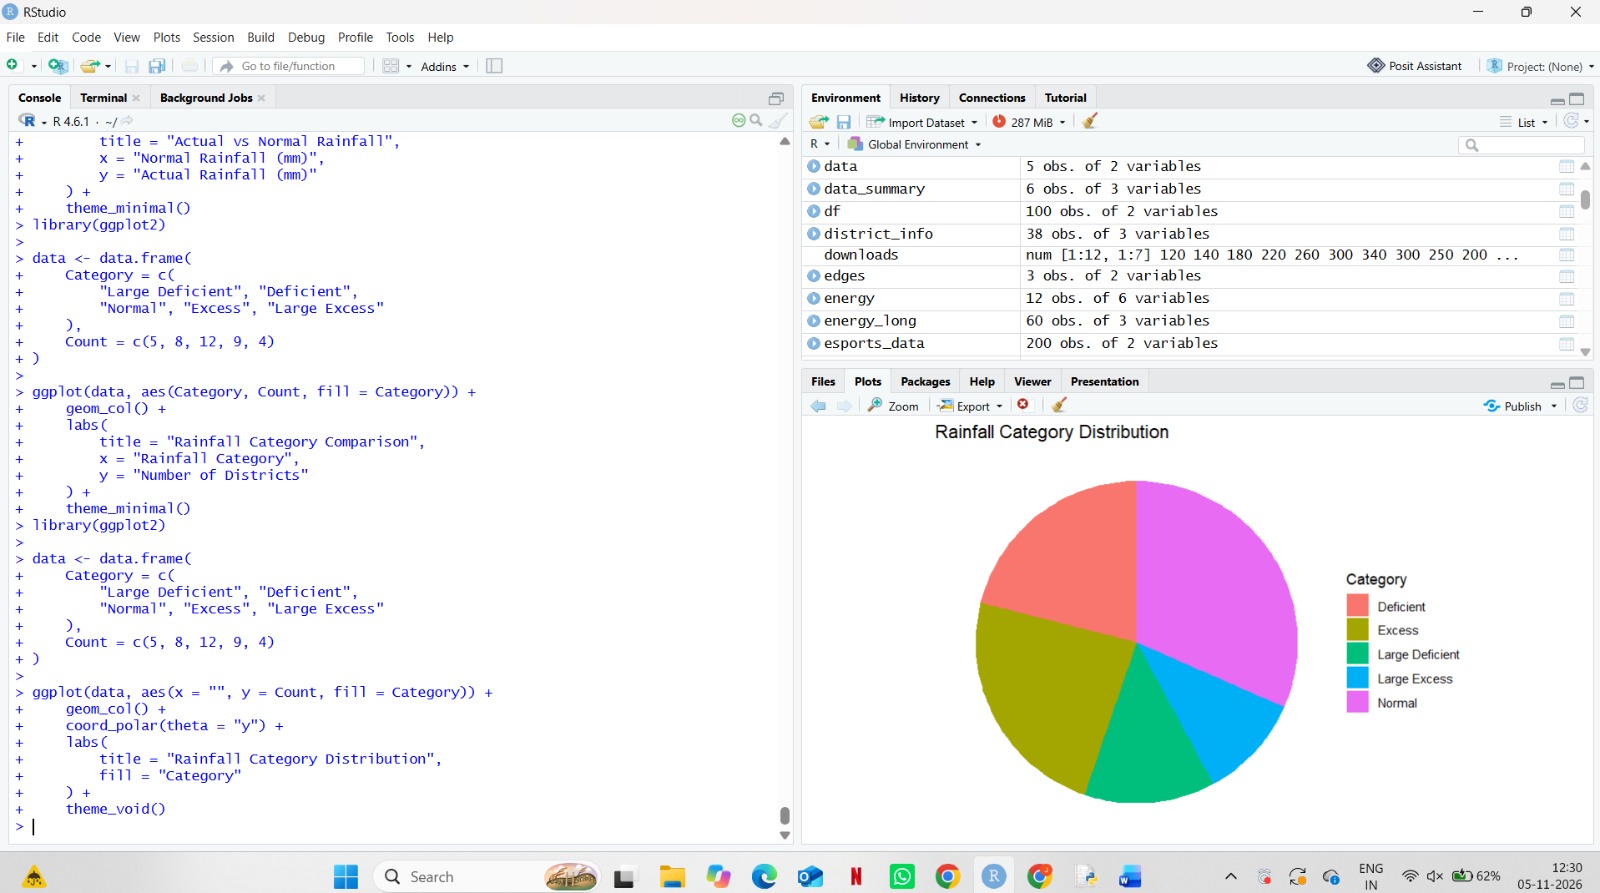 RStudio
File Edit Code View Plots Session Build Debug Profile Tools Help
Go to file/function Addins Posit Assistant Project: (None)
Console Terminal Background Jobs
R 4.6.1 · ~/
+         title = "Actual vs Normal Rainfall",
+         x = "Normal Rainfall (mm)",
+         y = "Actual Rainfall (mm)"
+     ) +
+     theme_minimal()
> library(ggplot2)
>
> data <- data.frame(
+     Category = c(
+         "Large Deficient", "Deficient",
+         "Normal", "Excess", "Large Excess"
+     ),
+     Count = c(5, 8, 12, 9, 4)
+ )
>
> ggplot(data, aes(Category, Count, fill = Category)) +
+     geom_col() +
+     labs(
+         title = "Rainfall Category Comparison",
+         x = "Rainfall Category",
+         y = "Number of Districts"
+     ) +
+     theme_minimal()
> library(ggplot2)
>
> data <- data.frame(
+     Category = c(
+         "Large Deficient", "Deficient",
+         "Normal", "Excess", "Large Excess"
+     ),
+     Count = c(5, 8, 12, 9, 4)
+ )
>
> ggplot(data, aes(x = "", y = Count, fill = Category)) +
+     geom_col() +
+     coord_polar(theta = "y") +
+     labs(
+         title = "Rainfall Category Distribution",
+         fill = "Category"
+     ) +
+     theme_void()
>
Environment History Connections Tutorial
Import Dataset 287 MiB List
R Global Environment
data 5 obs. of 2 variables
data_summary 6 obs. of 3 variables
df 100 obs. of 2 variables
district_info 38 obs. of 3 variables
downloads num [1:12, 1:7] 120 140 180 220 260 300 340 300 250 200 ...
edges 3 obs. of 2 variables
energy 12 obs. of 6 variables
energy_long 60 obs. of 3 variables
esports_data 200 obs. of 2 variables
Files Plots Packages Help Viewer Presentation
Zoom Export Publish
Rainfall Category Distribution
Category
Deficient
Excess
Large Deficient
Large Excess
Normal
Search
ENG
IN
62%
12:30
05-11-2026